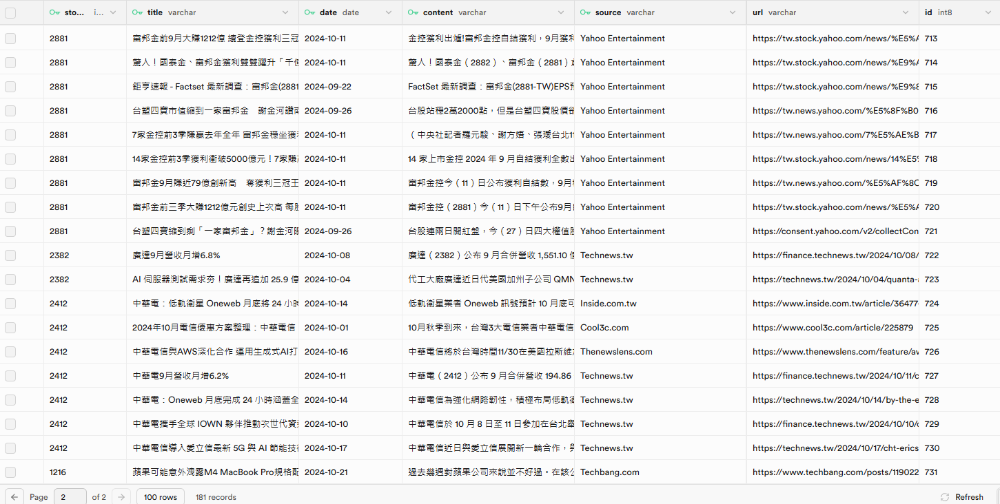 sto... i... title varchar date date content varchar source varchar url varchar id int8
2881 富邦金前9月大賺1212億 續登金控獲利三冠 2024-10-11 金控獲利出爐!富邦金控自結獲利，9月獲利 Yahoo Entertainment https://tw.stock.yahoo.com/news/%E5%A 713
2881 驚人！國泰金、富邦金獲利雙雙躍升「千億 2024-10-11 驚人！國泰金（2882）、富邦金（2881）前 Yahoo Entertainment https://tw.stock.yahoo.com/news/%E9%A 714
2881 鉅亨速報 - Factset 最新調查：富邦金(2881 2024-09-22 FactSet 最新調查：富邦金(2881-TW)EPS預 Yahoo Entertainment https://tw.stock.yahoo.com/news/%E9%8 715
2881 台塑四寶市值縮到一家富邦金　謝金河讚 2024-09-26 台股站穩2萬2000點，但是台塑四寶股價卻 Yahoo Entertainment https://tw.news.yahoo.com/%E5%8F%B0 716
2881 7家金控前3季賺贏去年全年 富邦金穩坐獲利 2024-10-11 （中央社記者羅元駿、謝方娪、張璦台北11 Yahoo Entertainment https://tw.news.yahoo.com/7%E5%AE%B 717
2881 14家金控前3季獲利衝破5000億元！7家賺 2024-10-11 14 家上市金控 2024 年 9 月自結獲利全數出 Yahoo Entertainment https://tw.stock.yahoo.com/news/14%E5% 718
2881 富邦金9月賺近79億創新高　奪獲利三冠王 2024-10-11 富邦金控今（11）日公布獲利自結數，9月 Yahoo Entertainment https://tw.news.yahoo.com/%E5%AF%8C 719
2881 富邦金前三季大賺1212億元創史上次高 每股 2024-10-11 富邦金控（2881）今（11）日下午公布9月 Yahoo Entertainment https://tw.stock.yahoo.com/news/%E5%A 720
2881 台塑四寶縮到剩「一家富邦金」？謝金河 2024-09-26 台股連兩日開紅盤，今（27）日四大權值股 Yahoo Entertainment https://consent.yahoo.com/v2/collectCon 721
2382 廣達9月營收月增6.8% 2024-10-08 廣達（2382）公布 9 月合併營收 1,551.10 億 Technews.tw https://finance.technews.tw/2024/10/08/ 722
2382 AI 伺服器測試需求夯！廣達再追加 25.9 億 2024-10-04 代工大廠廣達近日代美國加州子公司 QMN Technews.tw https://technews.tw/2024/10/04/quanta- 723
2412 中華電：低軌衛星 Oneweb 月底將 24 小時 2024-10-14 低軌衛星業者 Oneweb 訊號預計 10 月底可 Inside.com.tw https://www.inside.com.tw/article/36477- 724
2412 2024年10月電信優惠方案整理：中華電信 2024-10-01 10月秋季到來，台灣3大電信業者中華電信 Cool3c.com https://www.cool3c.com/article/225879 725
2412 中華電信與AWS深化合作 運用生成式AI打 2024-10-16 中華電信將於台灣時間11/30在美國拉斯維加 Thenewslens.com https://www.thenewslens.com/feature/aw 726
2412 中華電9月營收月增6.2% 2024-10-11 中華電（2412）公布 9 月合併營收 194.86 Technews.tw https://finance.technews.tw/2024/10/11/c 727
2412 中華電：Oneweb 月底完成 24 小時涵蓋全 2024-10-14 中華電信為強化網路韌性，積極布局低軌衛 Technews.tw https://technews.tw/2024/10/14/by-the-e 728
2412 中華電攜手全球 IOWN 夥伴推動次世代資 2024-10-10 中華電信於 10 月 8 日至 11 日參加在台北舉 Technews.tw https://finance.technews.tw/2024/10/10/c 729
2412 中華電信導入愛立信最新 5G 與 AI 節能技術 2024-10-17 中華電信近日與愛立信展開新一輪合作，與 Technews.tw https://technews.tw/2024/10/17/cht-erics 730
1216 蘋果可能意外洩露M4 MacBook Pro規格配 2024-10-21 過去幾週對蘋果公司來說並不好過。在該公 Techbang.com https://www.techbang.com/posts/119022 731
Page 2 of 2 100 rows 181 records Refresh